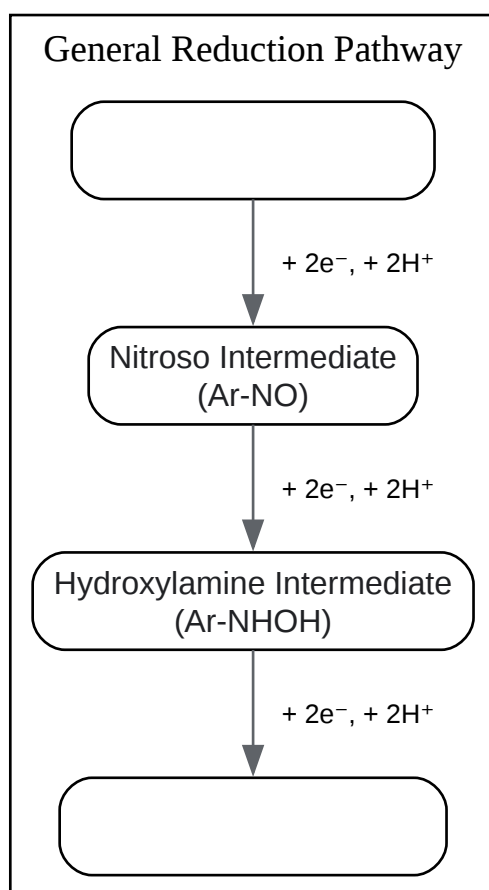 General Reduction Pathway
+ 2e⁻, + 2H⁺
Nitroso Intermediate
(Ar-NO)
+ 2e⁻, + 2H⁺
Hydroxylamine Intermediate
(Ar-NHOH)
+ 2e⁻, + 2H⁺